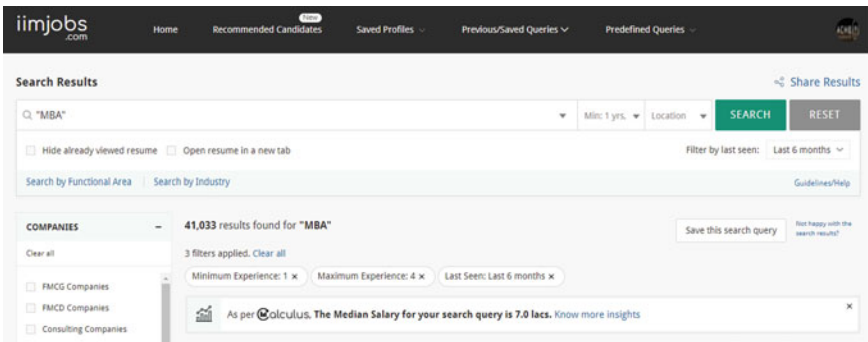 iimjobs
.com
Home
Recommended Candidates
New
Saved Profiles
Previous/Saved Queries
Predefined Queries
Search Results
Share Results
"MBA"
Min: 1 yrs,
Location
SEARCH
RESET
Hide already viewed resume
Open resume in a new tab
Filter by last seen: Last 6 months
Search by Functional Area
Search by Industry
Guidelines/Help
COMPANIES
Clear all
FMCG Companies
FMCD Companies
Consulting Companies
41,033 results found for "MBA"
Save this search query
Not happy with the
search results?
3 filters applied. Clear all
Minimum Experience: 1 x
Maximum Experience: 4 x
Last Seen: Last 6 months x
As per Calculus, The Median Salary for your search query is 7.0 lacs. Know more insights
x